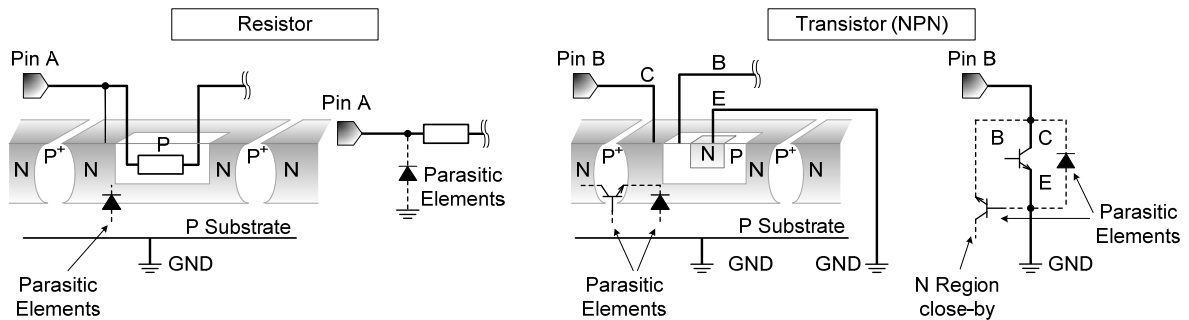 Resistor
Transistor (NPN)
Pin A
Pin A
N
P+
N
P
P+
N
N
Parasitic
Elements
P Substrate
GND
Parasitic
Elements
Pin B
C
B
E
N
P+
N
N
P
P+
N
N
P Substrate
GND
GND
Parasitic
Elements
Pin B
B
C
E
Parasitic
Elements
GND
N Region
close-by